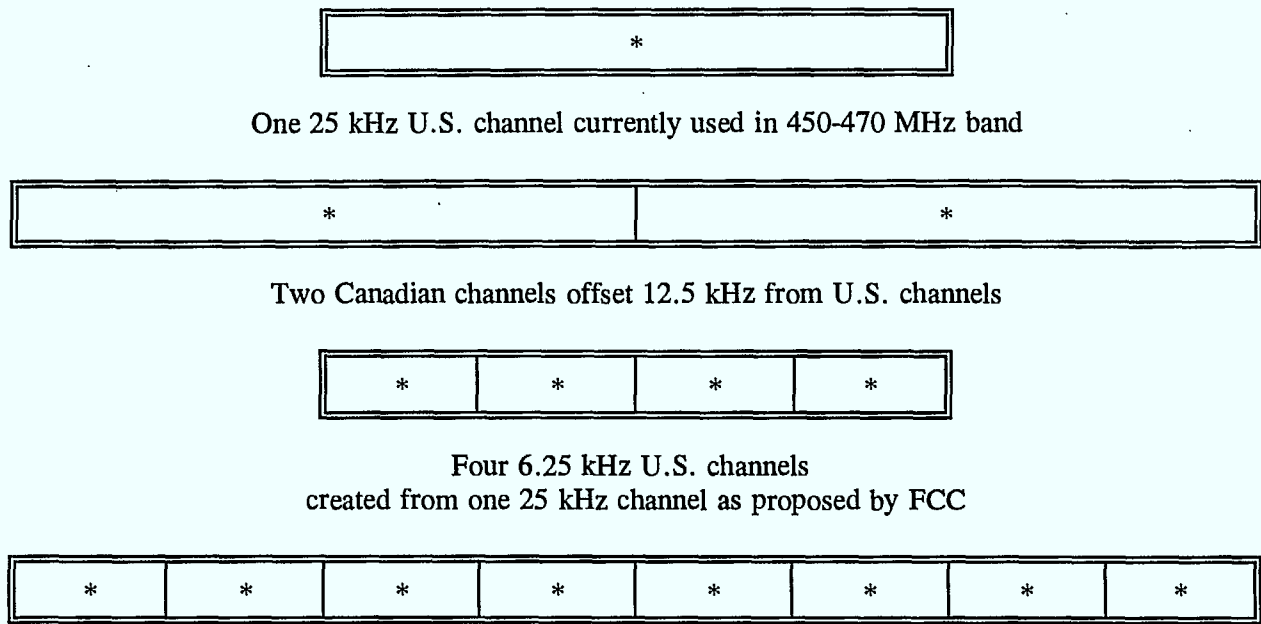 *
One 25 kHz U.S. channel currently used in 450-470 MHz band
* *
Two Canadian channels offset 12.5 kHz from U.S. channels
* * * *
Four 6.25 kHz U.S. channels
created from one 25 kHz channel as proposed by FCC
* * * * * * * *